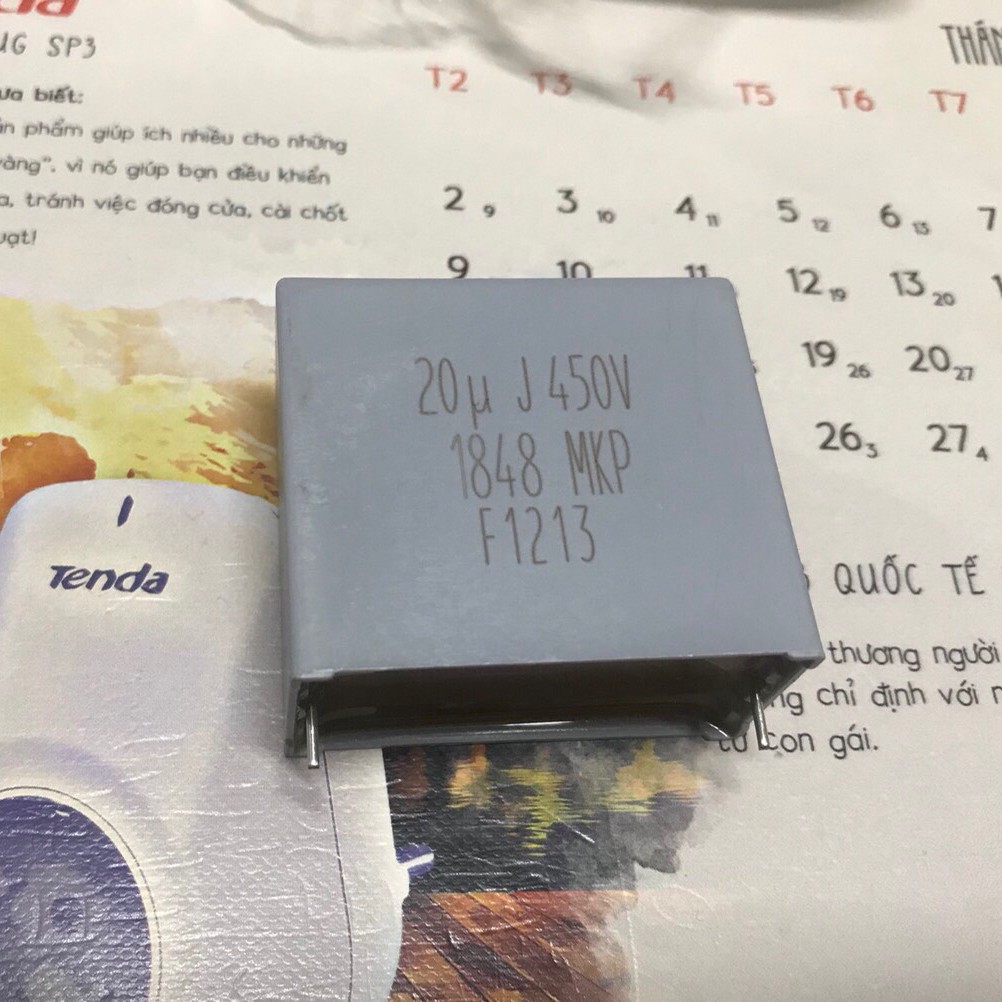 UG SP3
THÁN
ưa biết:
T2 T3 T4 T5 T6 T7
ản phẩm giúp ích nhiều cho những
vàng", vì nó giúp bạn điều khiển
a, tránh việc đóng cửa, cài chốt
vạt!
2 9 3 10 4 11 5 12 6 13 7
9 10 11 12 19 13 20
20µ J 450V
1848 MKP
F1213
19 26 20 27
26 3 27 4
Tenda
QUỐC TẾ
thương người
ng chỉ định với
con gái.